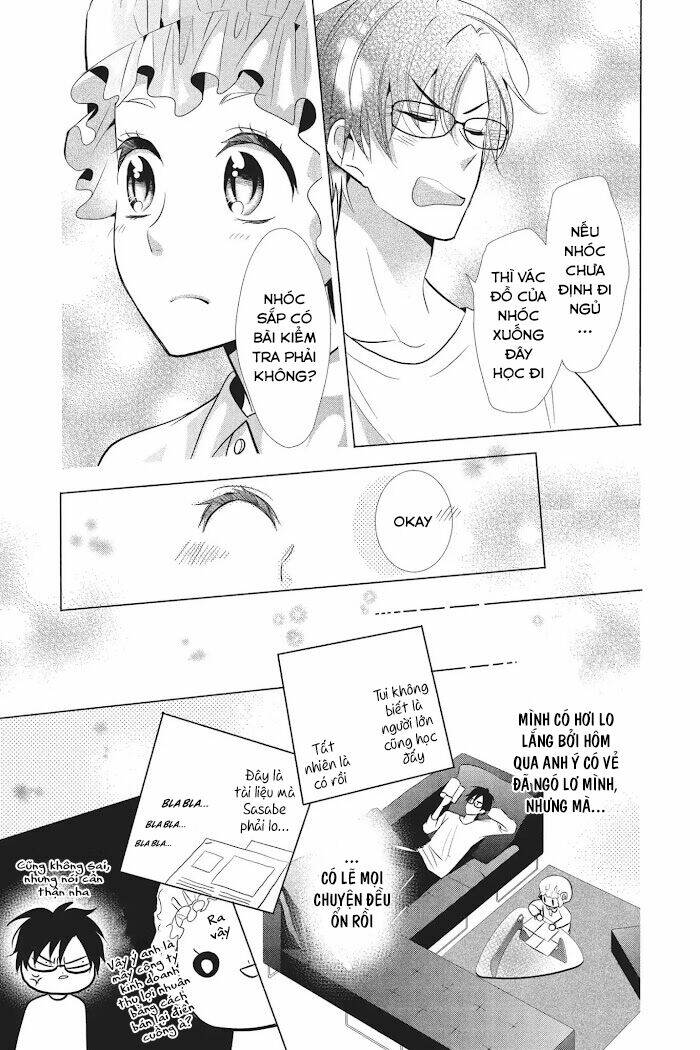 NẾU
NHÓC
CHƯA
ĐỊNH ĐI
NGỦ
...
THÌ VÁC
ĐỒ CỦA
NHÓC
XUỐNG
ĐÂY
HỌC ĐI
NHÓC
SẮP CÓ
BÀI KIỂM
TRA PHẢI
KHÔNG?
OKAY
MÌNH CÓ HƠI LO
LẮNG BỞI HÔM
QUA ANH Ý CÓ VẺ
ĐÃ NGÓ LƠ MÌNH,
NHƯNG MÀ...
Tui không
biết là
người lớn
cũng học
đấy
Tất
nhiên là
có rồi
Đây là
tài liệu mà
Sasabe
phải lo...
BLA BLA...
BLA BLA...
BLA BLA...
...
CÓ LẼ MỌI
CHUYỆN ĐỀU
ỔN RỒI
Ra
vậy
Vậy ý anh là
mấy công ty
kinh doanh
thu lợi nhuận
bằng cách
bán lại điên
cuồng à?
Cũng không sai,
nhưng nói cẩn
thận nha